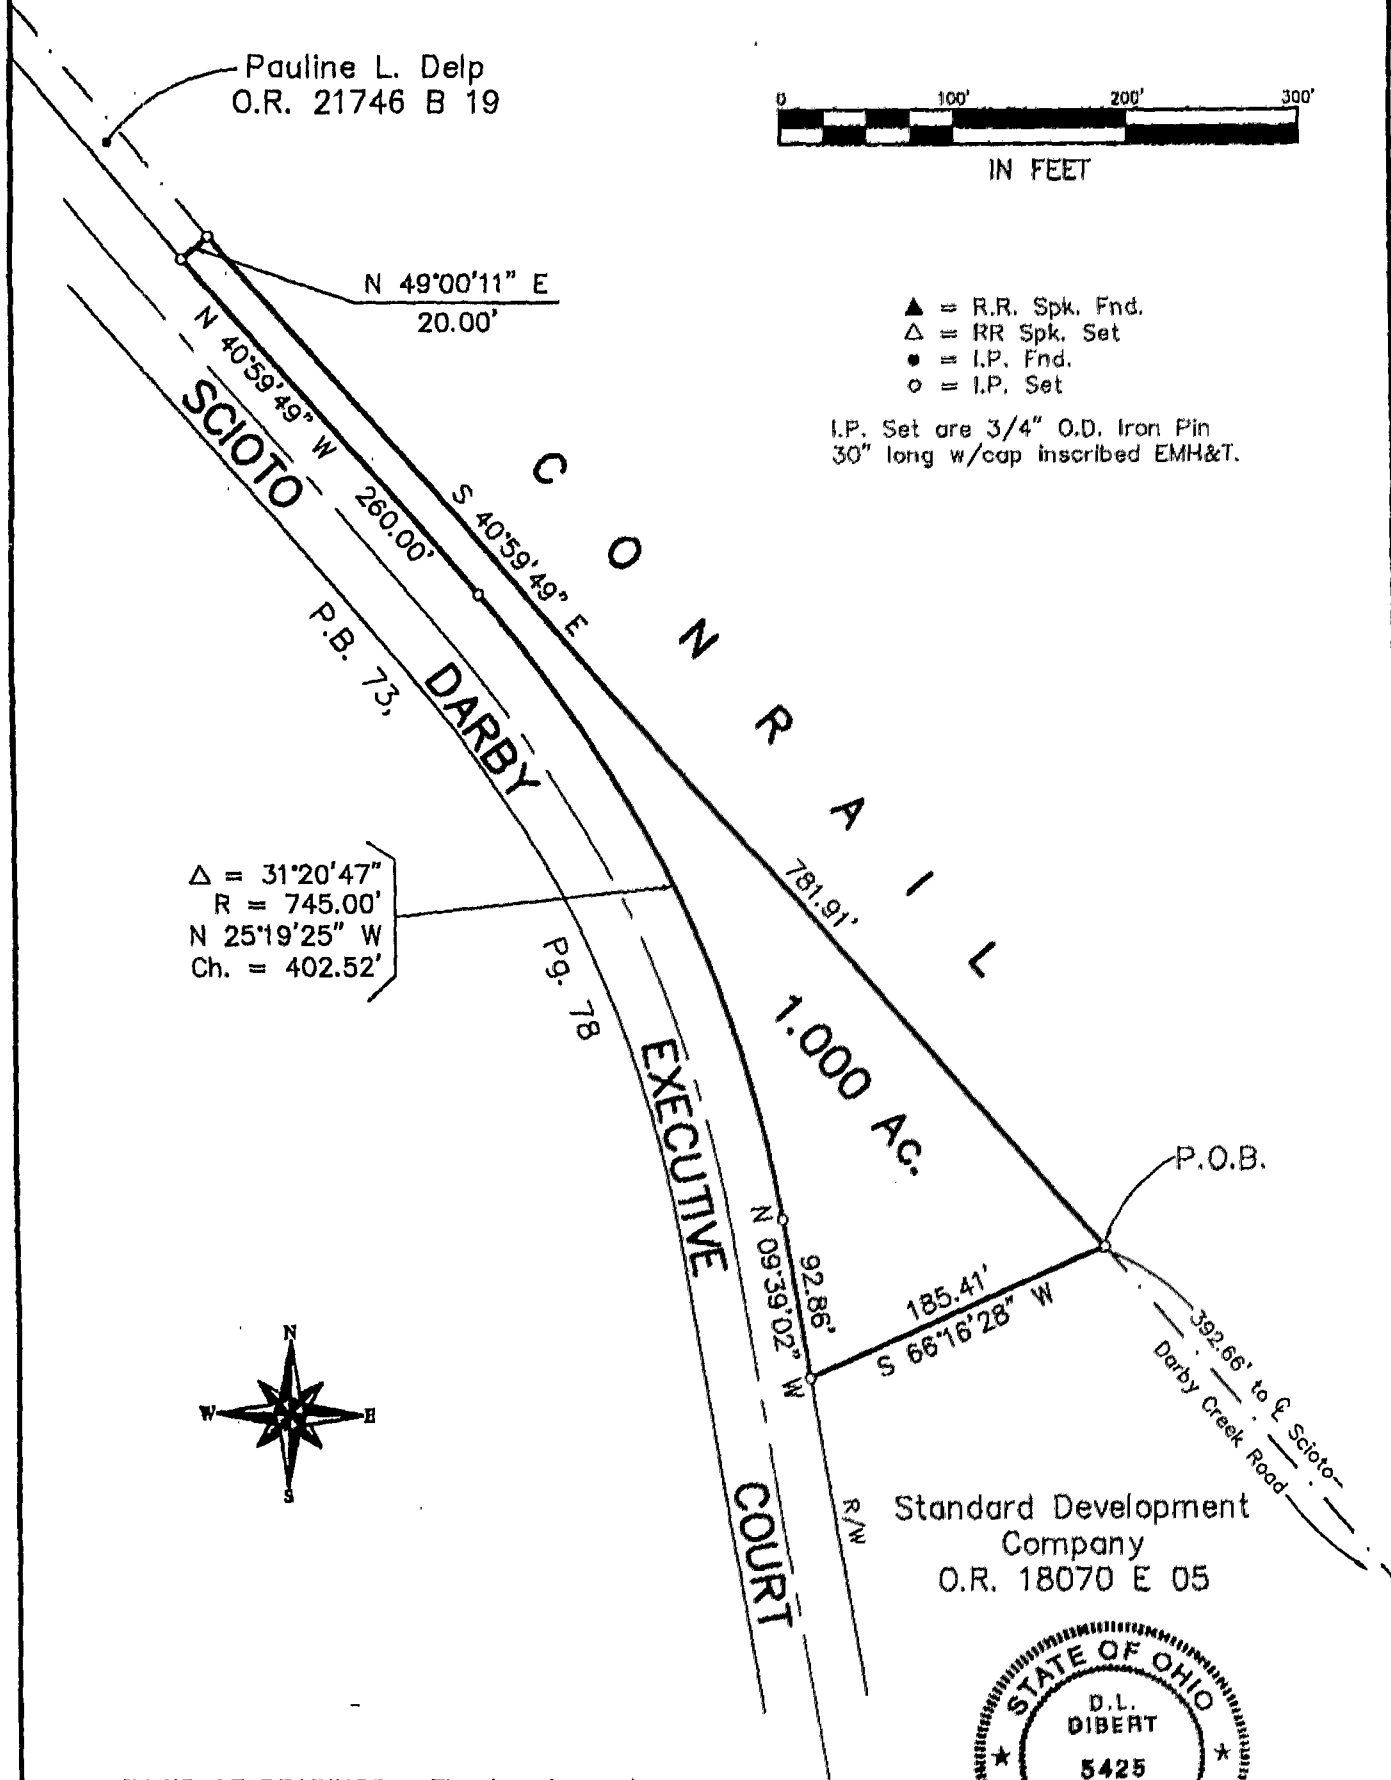 Pauline L. Delp
O.R. 21746 B 19
0 100' 200' 300'
IN FEET
N 49°00'11" E
20.00'
▲ = R.R. Spk. Fnd.
△ = RR Spk. Set
● = I.P. Fnd.
○ = I.P. Set
I.P. Set are 3/4" O.D. Iron Pin
30" long w/cap inscribed EMH&T.
N 40°59'49" W 260.00'
S 40°59'49" E 781.91'
CONRAIL
SCIOTO DARBY EXECUTIVE COURT
P.B. 73, Pg. 78
Δ = 31°20'47"
R = 745.00'
N 25°19'25" W
Ch. = 402.52'
1.000 Ac.
P.O.B.
N 09°39'02" W
92.86'
185.41'
S 66°16'28" W
392.66' to ℄ Scioto-
Darby Creek Road
N
W E
S
R/W
Standard Development
Company
O.R. 18070 E 05
STATE OF OHIO
D.L.
DIBERT
5425